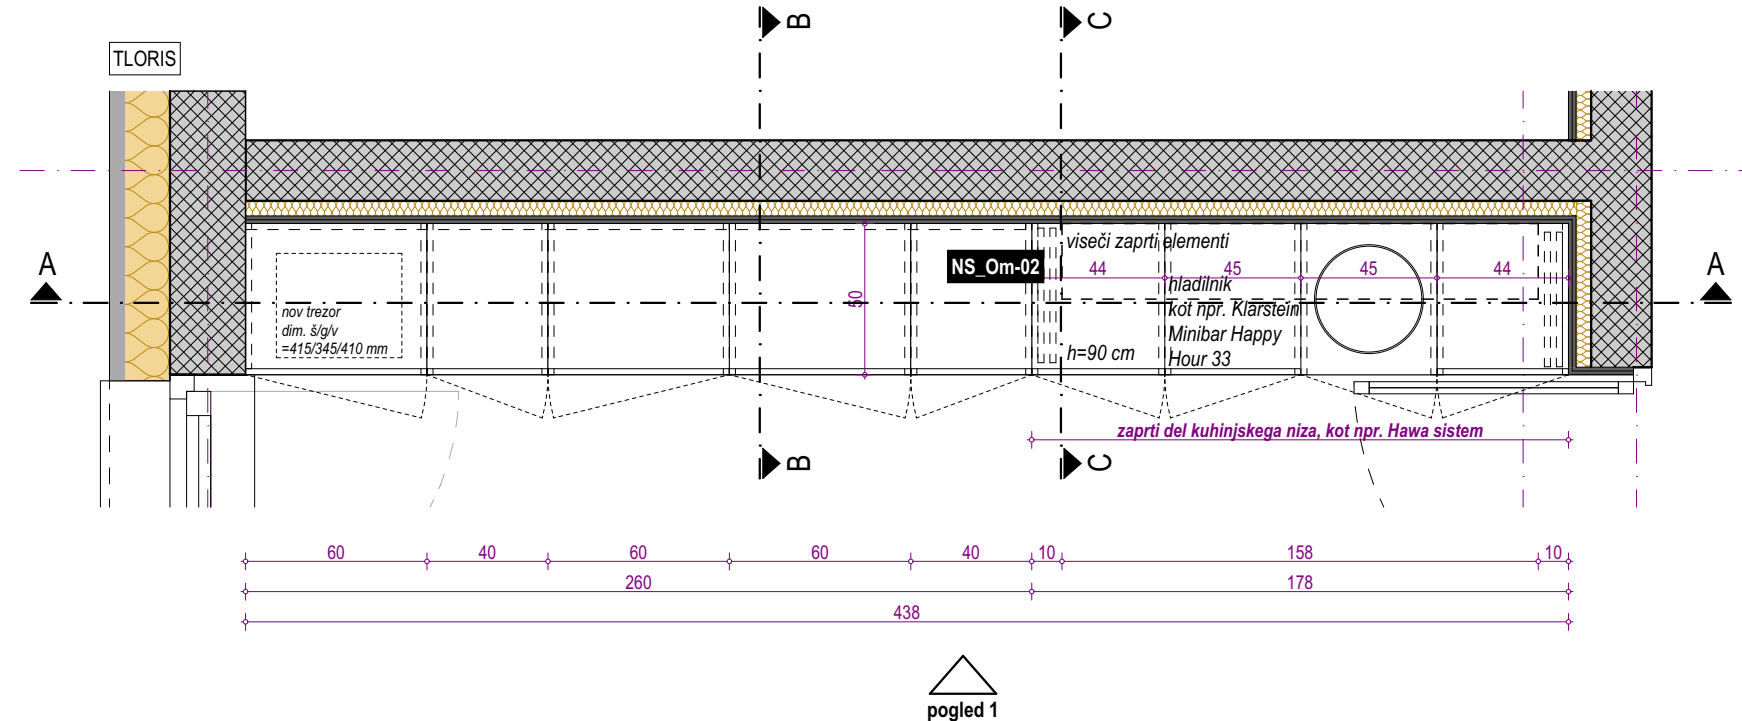 B
C
TLORIS
A
A
viseči zaprti elementi
NS_Om-02
44
45
45
44
hladilnik
kot npr. Klarstein
Minibar Happy
Hour 33
50
nov trezor
dim. š/g/v
=415/345/410 mm
h=90 cm
zaprti del kuhinjskega niza, kot npr. Hawa sistem
B
C
60
40
60
60
40
10
158
10
260
178
438
pogled 1